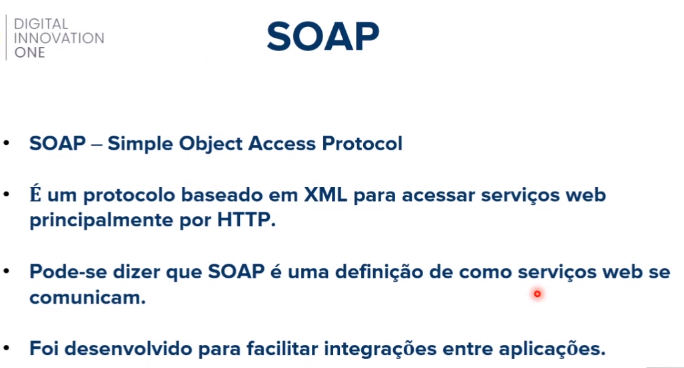 DIGITAL
INNOVATION
ONE
SOAP
• SOAP – Simple Object Access Protocol
• É um protocolo baseado em XML para acessar serviços web
principalmente por HTTP.
• Pode-se dizer que SOAP é uma definição de como serviços web se
comunicam.
• Foi desenvolvido para facilitar integrações entre aplicações.